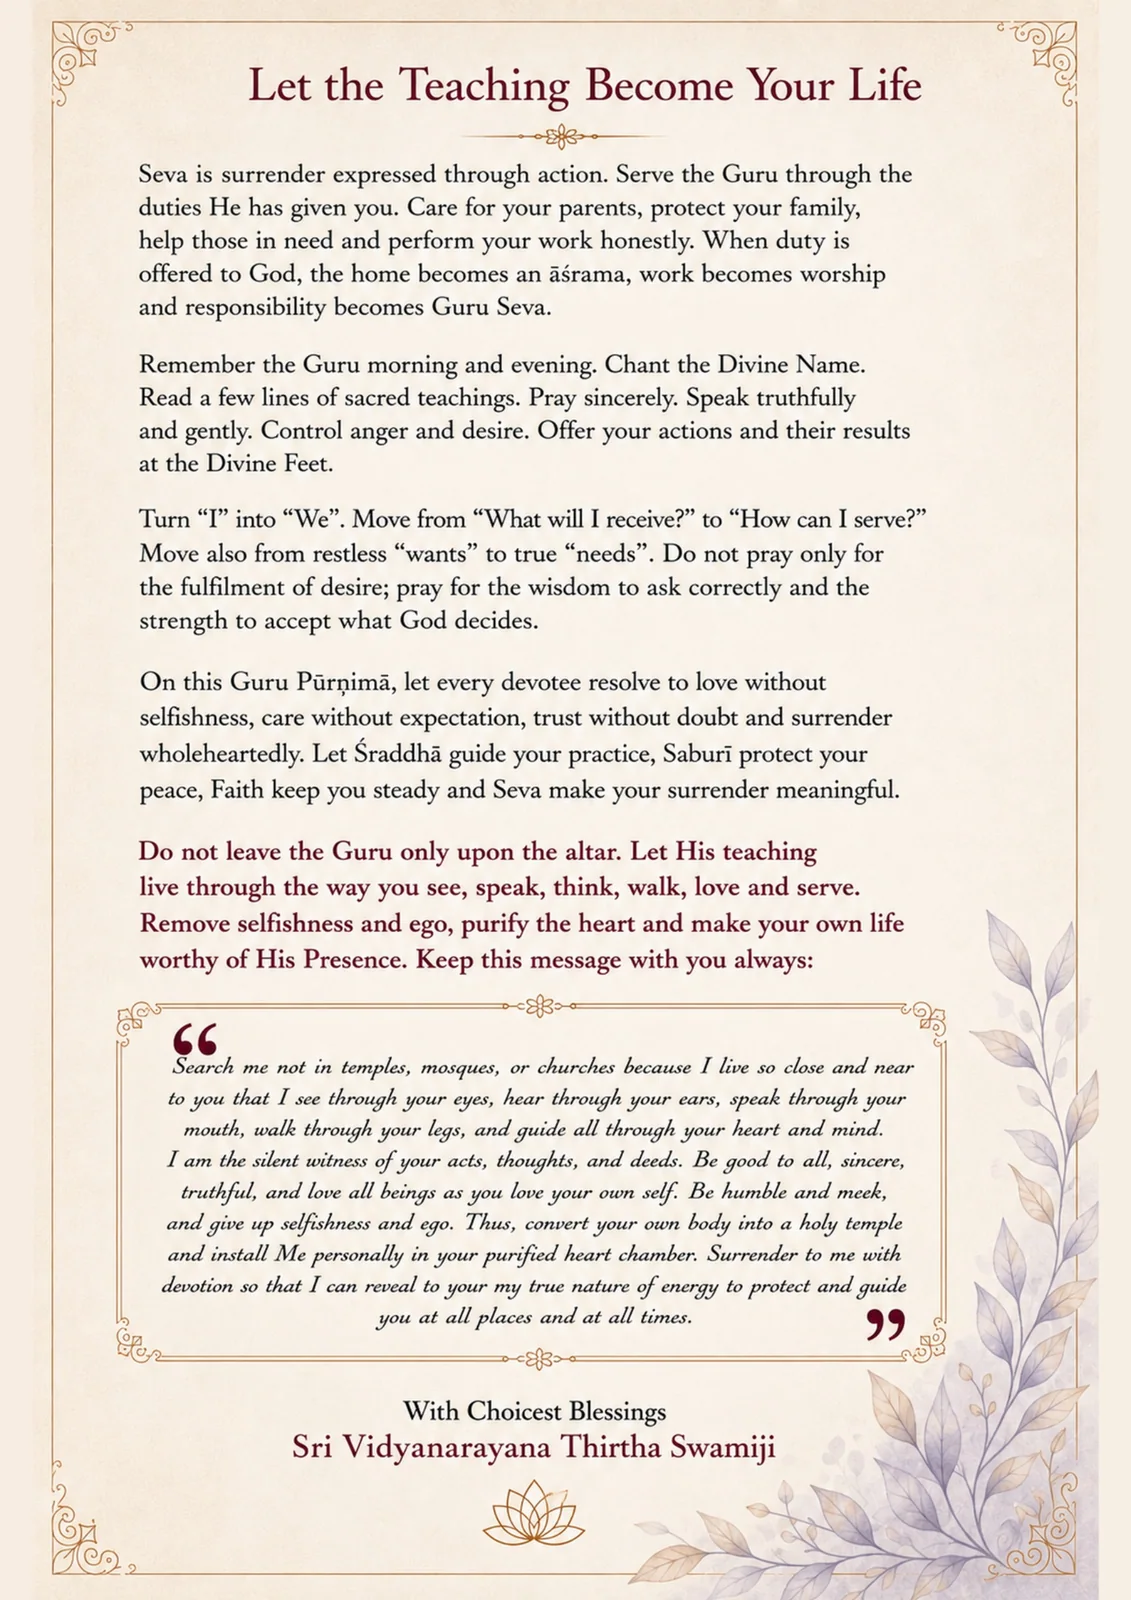 Let the Teaching Become Your Life
Seva is surrender expressed through action. Serve the Guru through the
duties He has given you. Care for your parents, protect your family,
help those in need and perform your work honestly. When duty is
offered to God, the home becomes an āśrama, work becomes worship
and responsibility becomes Guru Seva.
Remember the Guru morning and evening. Chant the Divine Name.
Read a few lines of sacred teachings. Pray sincerely. Speak truthfully
and gently. Control anger and desire. Offer your actions and their results
at the Divine Feet.
Turn “I” into “We”. Move from “What will I receive?” to “How can I serve?”
Move also from restless “wants” to true “needs”. Do not pray only for
the fulfilment of desire; pray for the wisdom to ask correctly and the
strength to accept what God decides.
On this Guru Pūrṇimā, let every devotee resolve to love without
selfishness, care without expectation, trust without doubt and surrender
wholeheartedly. Let Śraddhā guide your practice, Saburī protect your
peace, Faith keep you steady and Seva make your surrender meaningful.
Do not leave the Guru only upon the altar. Let His teaching
live through the way you see, speak, think, walk, love and serve.
Remove selfishness and ego, purify the heart and make your own life
worthy of His Presence. Keep this message with you always:
“Search me not in temples, mosques, or churches because I live so close and near
to you that I see through your eyes, hear through your ears, speak through your
mouth, walk through your legs, and guide all through your heart and mind.
I am the silent witness of your acts, thoughts, and deeds. Be good to all, sincere,
truthful, and love all beings as you love your own self. Be humble and meek,
and give up selfishness and ego. Thus, convert your own body into a holy temple
and install Me personally in your purified heart chamber. Surrender to me with
devotion so that I can reveal to your my true nature of energy to protect and guide
you at all places and at all times.”
With Choicest Blessings
Sri Vidyanarayana Thirtha Swamiji